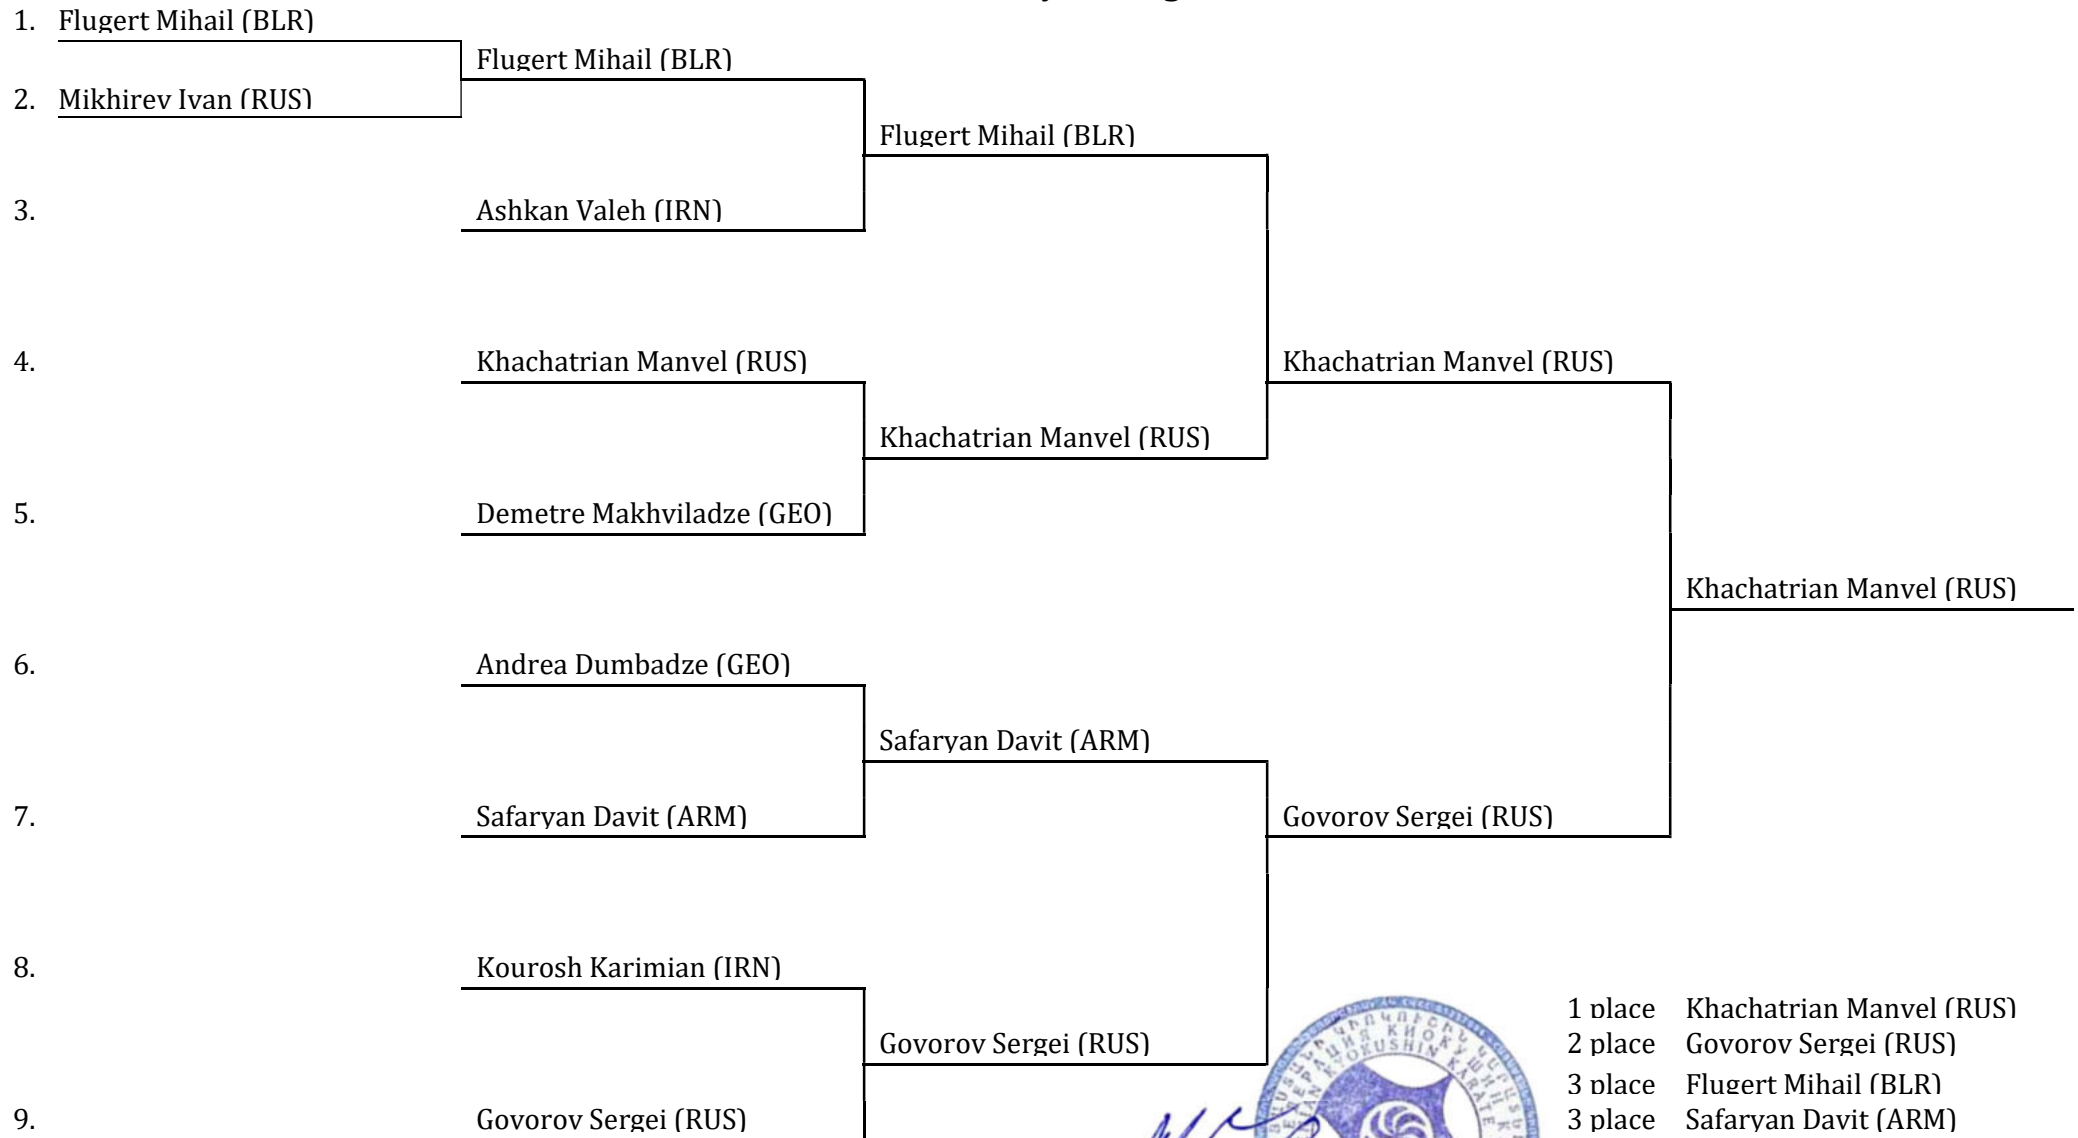 1. Flugert Mihail (BLR)
Flugert Mihail (BLR)
2. Mikhirev Ivan (RUS)
Flugert Mihail (BLR)
3. Ashkan Valeh (IRN)
4. Khachatrian Manvel (RUS) Khachatrian Manvel (RUS)
Khachatrian Manvel (RUS)
5. Demetre Makhviladze (GEO)
Khachatrian Manvel (RUS)
6. Andrea Dumbadze (GEO)
Safaryan Davit (ARM)
7. Safaryan Davit (ARM) Govorov Sergei (RUS)
8. Kourosh Karimian (IRN)
1 place Khachatrian Manvel (RUS)
Govorov Sergei (RUS)
2 place Govorov Sergei (RUS)
3 place Flugert Mihail (BLR)
9. Govorov Sergei (RUS)
3 place Safaryan Davit (ARM)
KYOKUSHIN KARATE